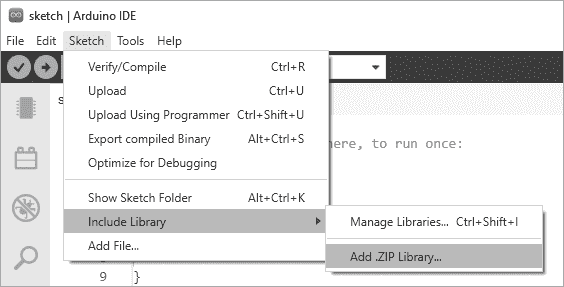 sketch | Arduino IDE
File Edit Sketch Tools Help
Verify/Compile Ctrl+R
Upload Ctrl+U
Upload Using Programmer Ctrl+Shift+U
Export compiled Binary Alt+Ctrl+S
here, to run once:
Optimize for Debugging
Show Sketch Folder Alt+Ctrl+K
Include Library
Manage Libraries... Ctrl+Shift+I
Add File...
Add .ZIP Library...
9 }